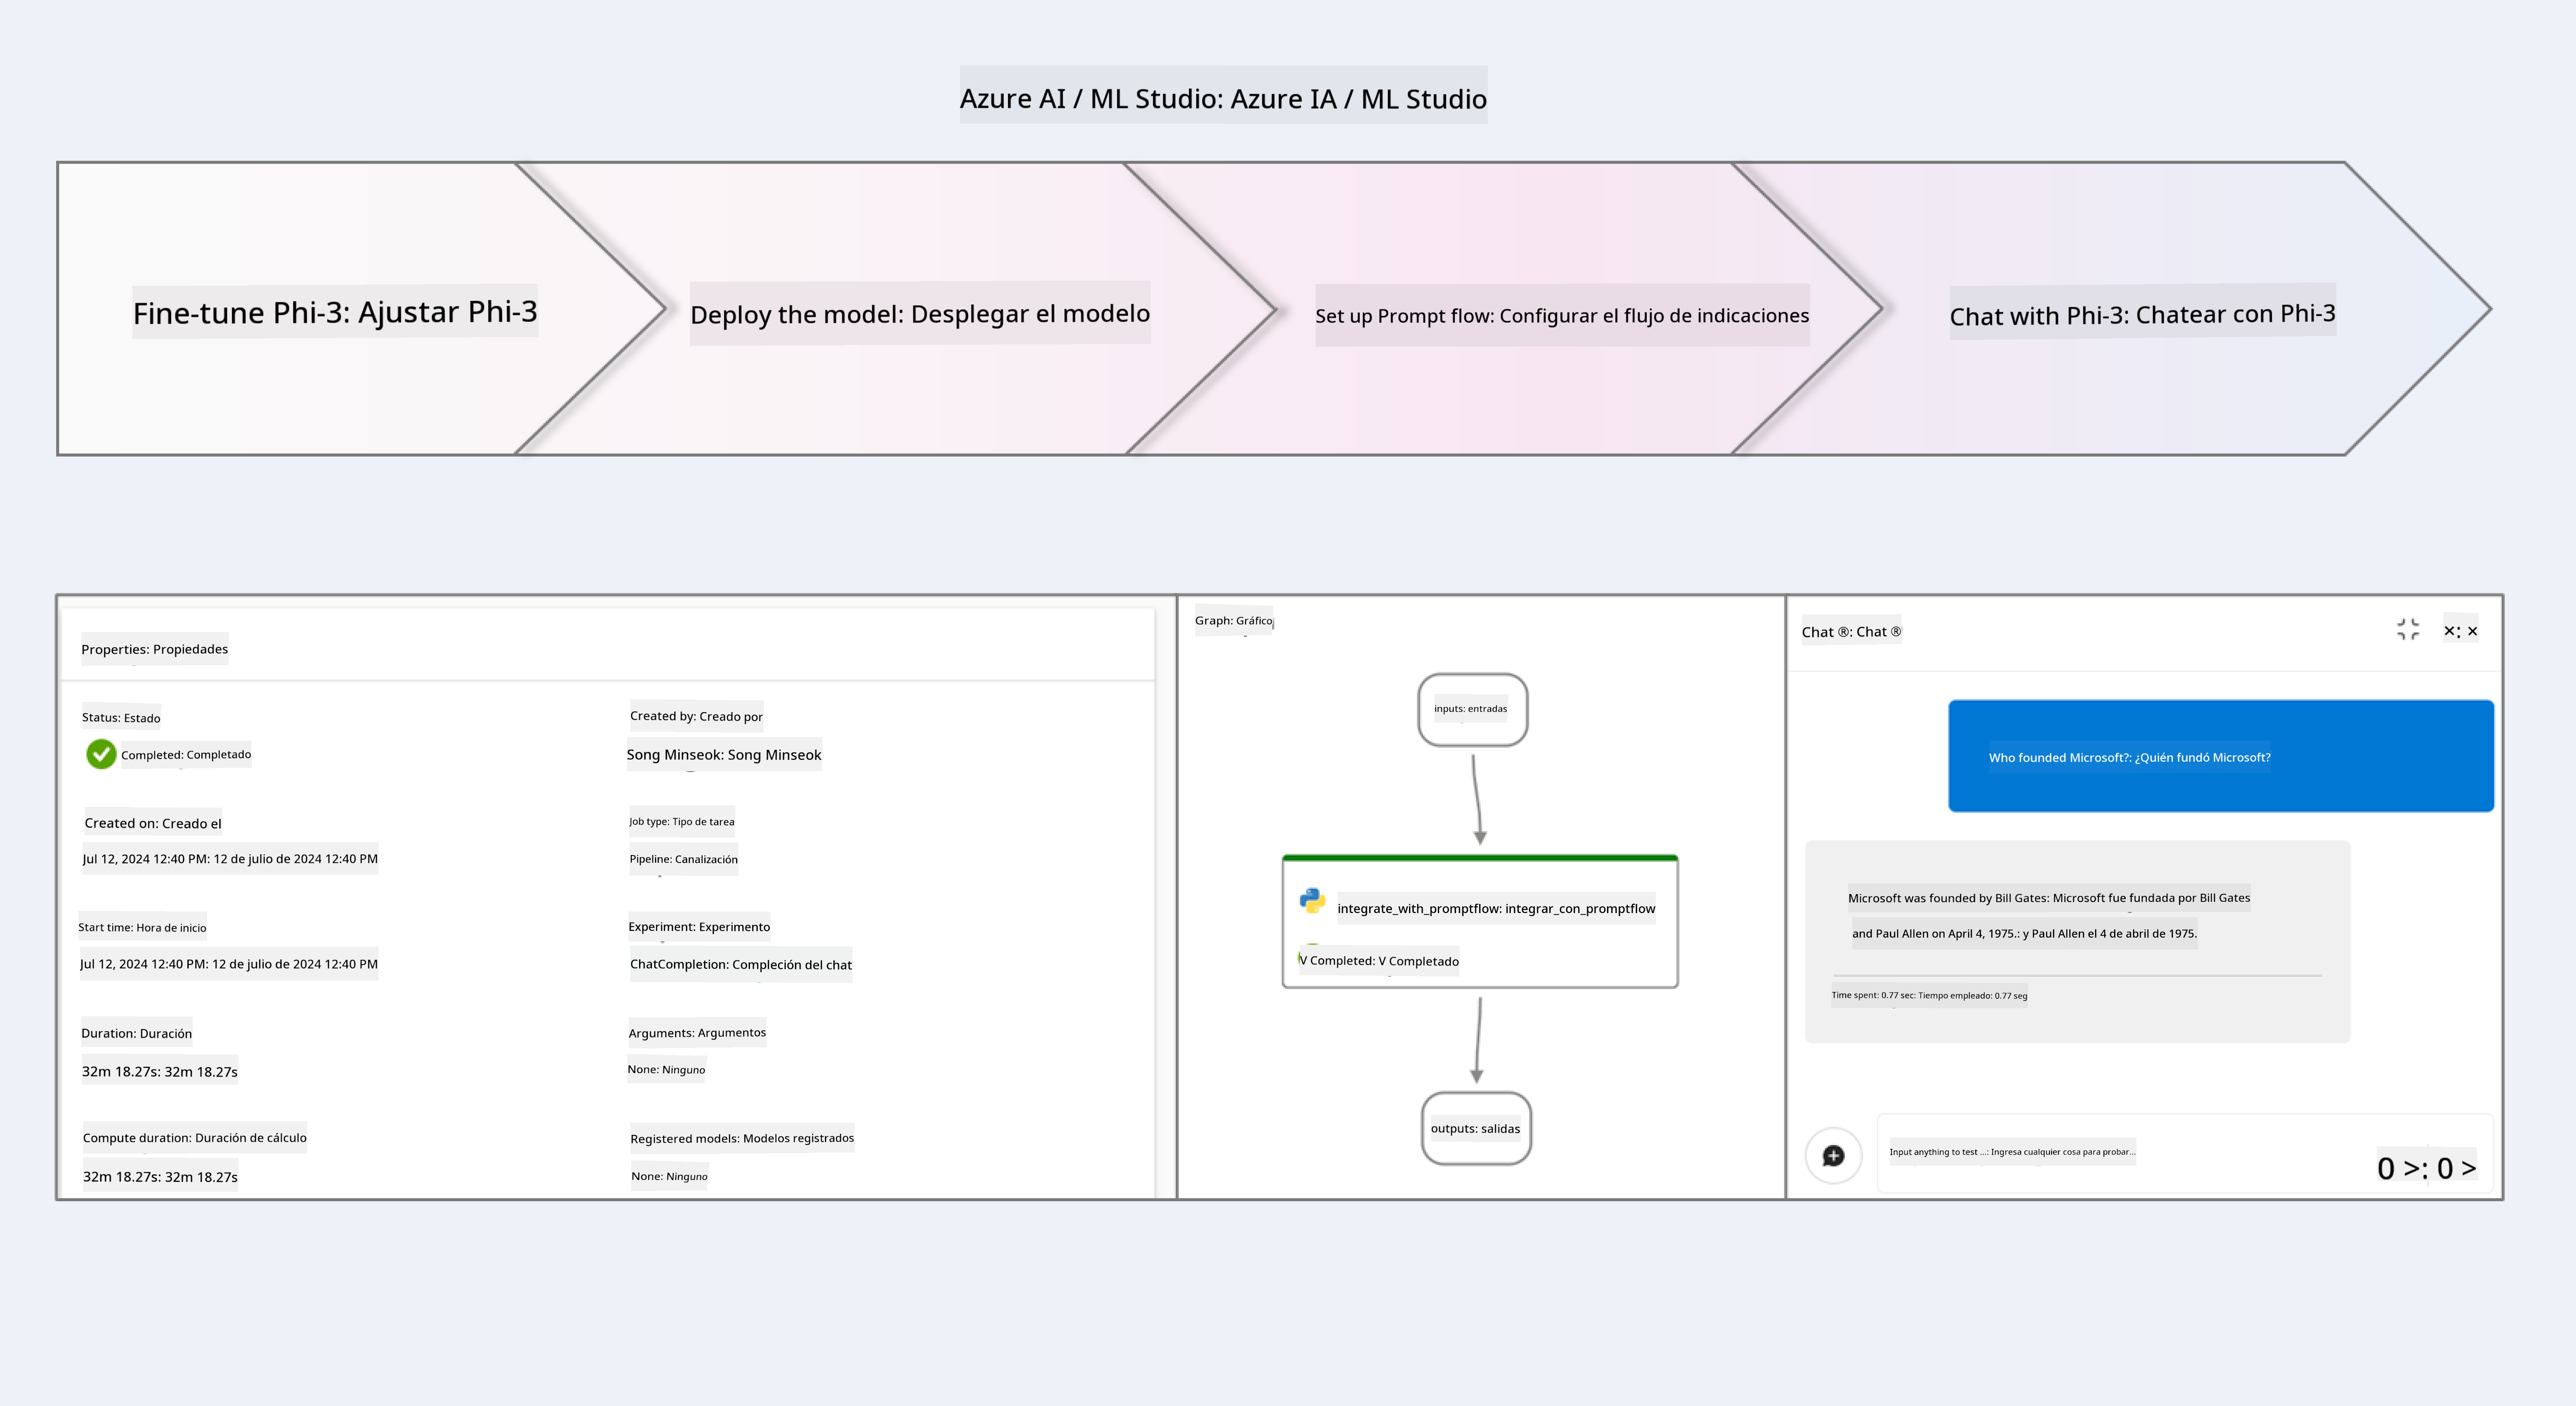 Azure AI / ML Studio: Azure IA / ML Studio
Fine-tune Phi-3: Ajustar Phi-3
Deploy the model: Desplegar el modelo
Set up Prompt flow: Configurar el flujo de indicaciones
Chat with Phi-3: Chatear con Phi-3
Properties: Propiedades
Status: Estado
Completed: Completado
Created on: Creado el
Jul 12, 2024 12:40 PM: 12 de julio de 2024 12:40 PM
Start time: Hora de inicio
Jul 12, 2024 12:40 PM: 12 de julio de 2024 12:40 PM
Duration: Duración
32m 18.27s: 32m 18.27s
Compute duration: Duración de cálculo
32m 18.27s: 32m 18.27s
Created by: Creado por
Song Minseok: Song Minseok
Job type: Tipo de tarea
Pipeline: Canalización
Experiment: Experimento
ChatCompletion: Compleción del chat
Arguments: Argumentos
None: Ninguno
Registered models: Modelos registrados
None: Ninguno
Graph: Gráfico
inputs: entradas
integrate_with_promptflow: integrar_con_promptflow
V Completed: V Completado
outputs: salidas
Chat ®: Chat ®
×: ×
Who founded Microsoft?: ¿Quién fundó Microsoft?
Microsoft was founded by Bill Gates: Microsoft fue fundada por Bill Gates
and Paul Allen on April 4, 1975.: y Paul Allen el 4 de abril de 1975.
Time spent: 0.77 sec: Tiempo empleado: 0.77 seg
Input anything to test ...: Ingresa cualquier cosa para probar...
0 >: 0 >